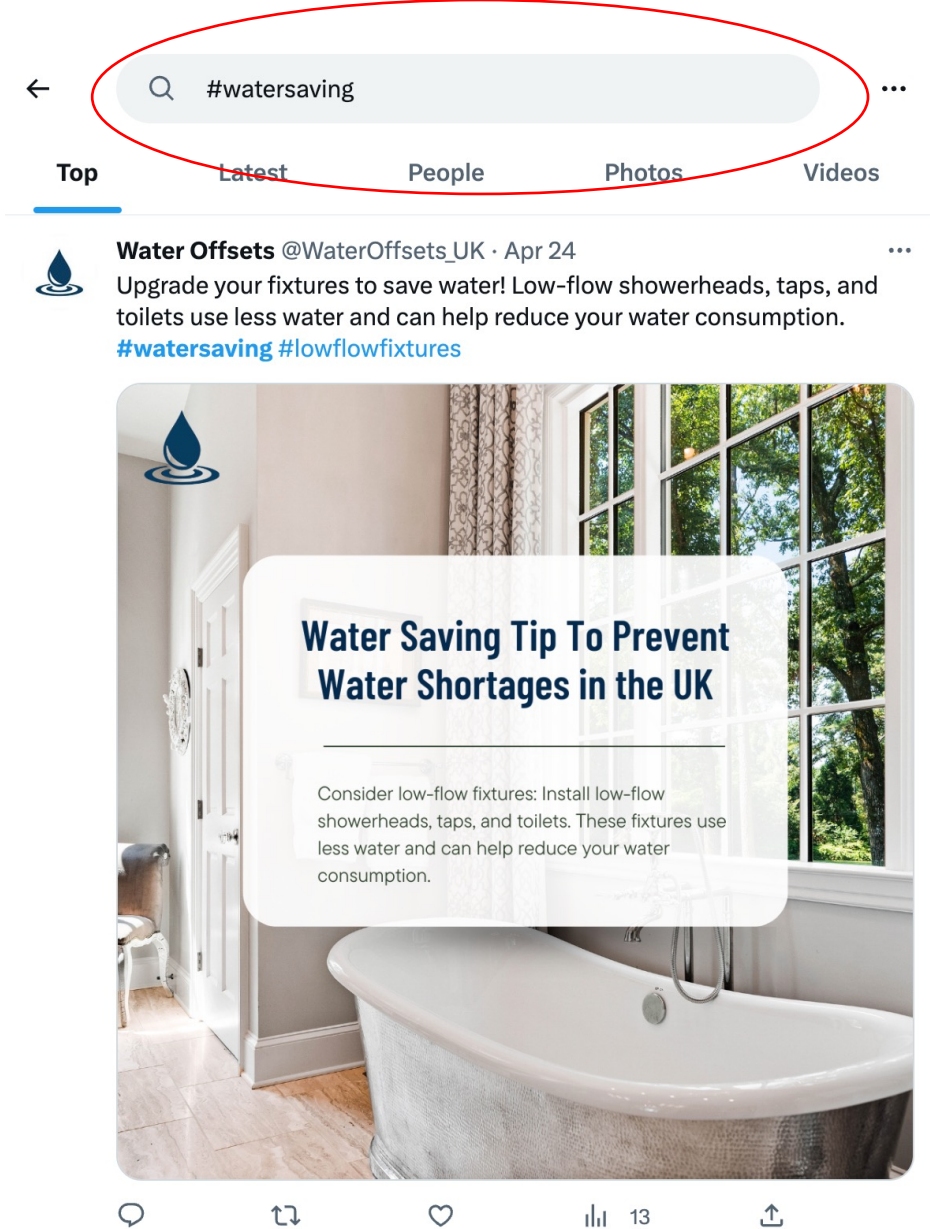 #watersaving
Top Latest People Photos Videos
Water Offsets @WaterOffsets_UK · Apr 24
Upgrade your fixtures to save water! Low-flow showerheads, taps, and
toilets use less water and can help reduce your water consumption.
#watersaving #lowflowfixtures
Water Saving Tip To Prevent
Water Shortages in the UK
Consider low-flow fixtures: Install low-flow
showerheads, taps, and toilets. These fixtures use
less water and can help reduce your water
consumption.
13